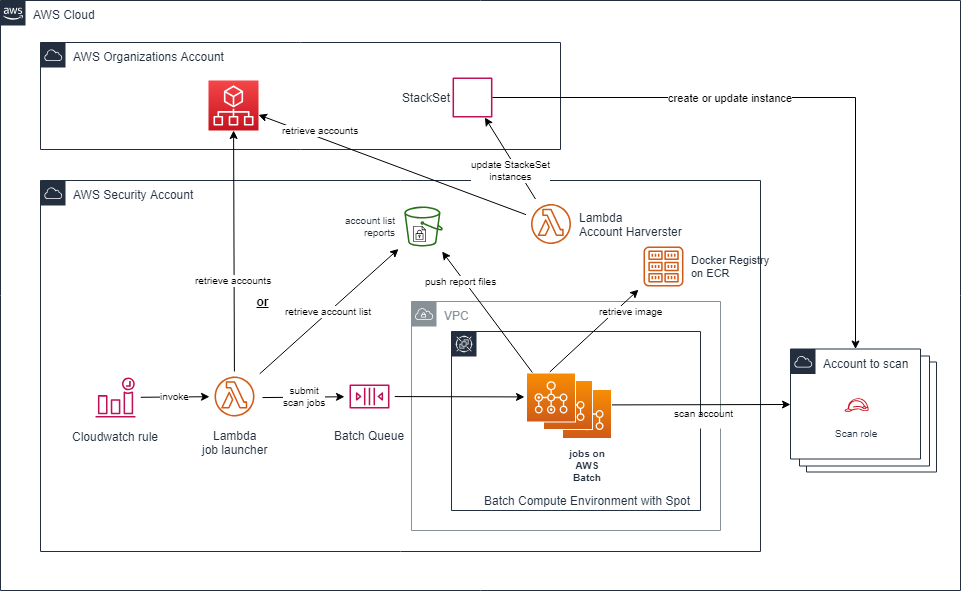 aws
AWS Cloud
AWS Organizations Account
StackSet
create or update instance
retrieve accounts
update StackeSet
instances
AWS Security Account
account list
reports
Lambda
Account Harverster
Docker Registry
on ECR
retrieve accounts
or
retrieve account list
push report files
retrieve image
VPC
Account to scan
Scan role
invoke
submit
scan jobs
scan account
Cloudwatch rule
Lambda
job launcher
Batch Queue
jobs on
AWS
Batch
Batch Compute Environment with Spot